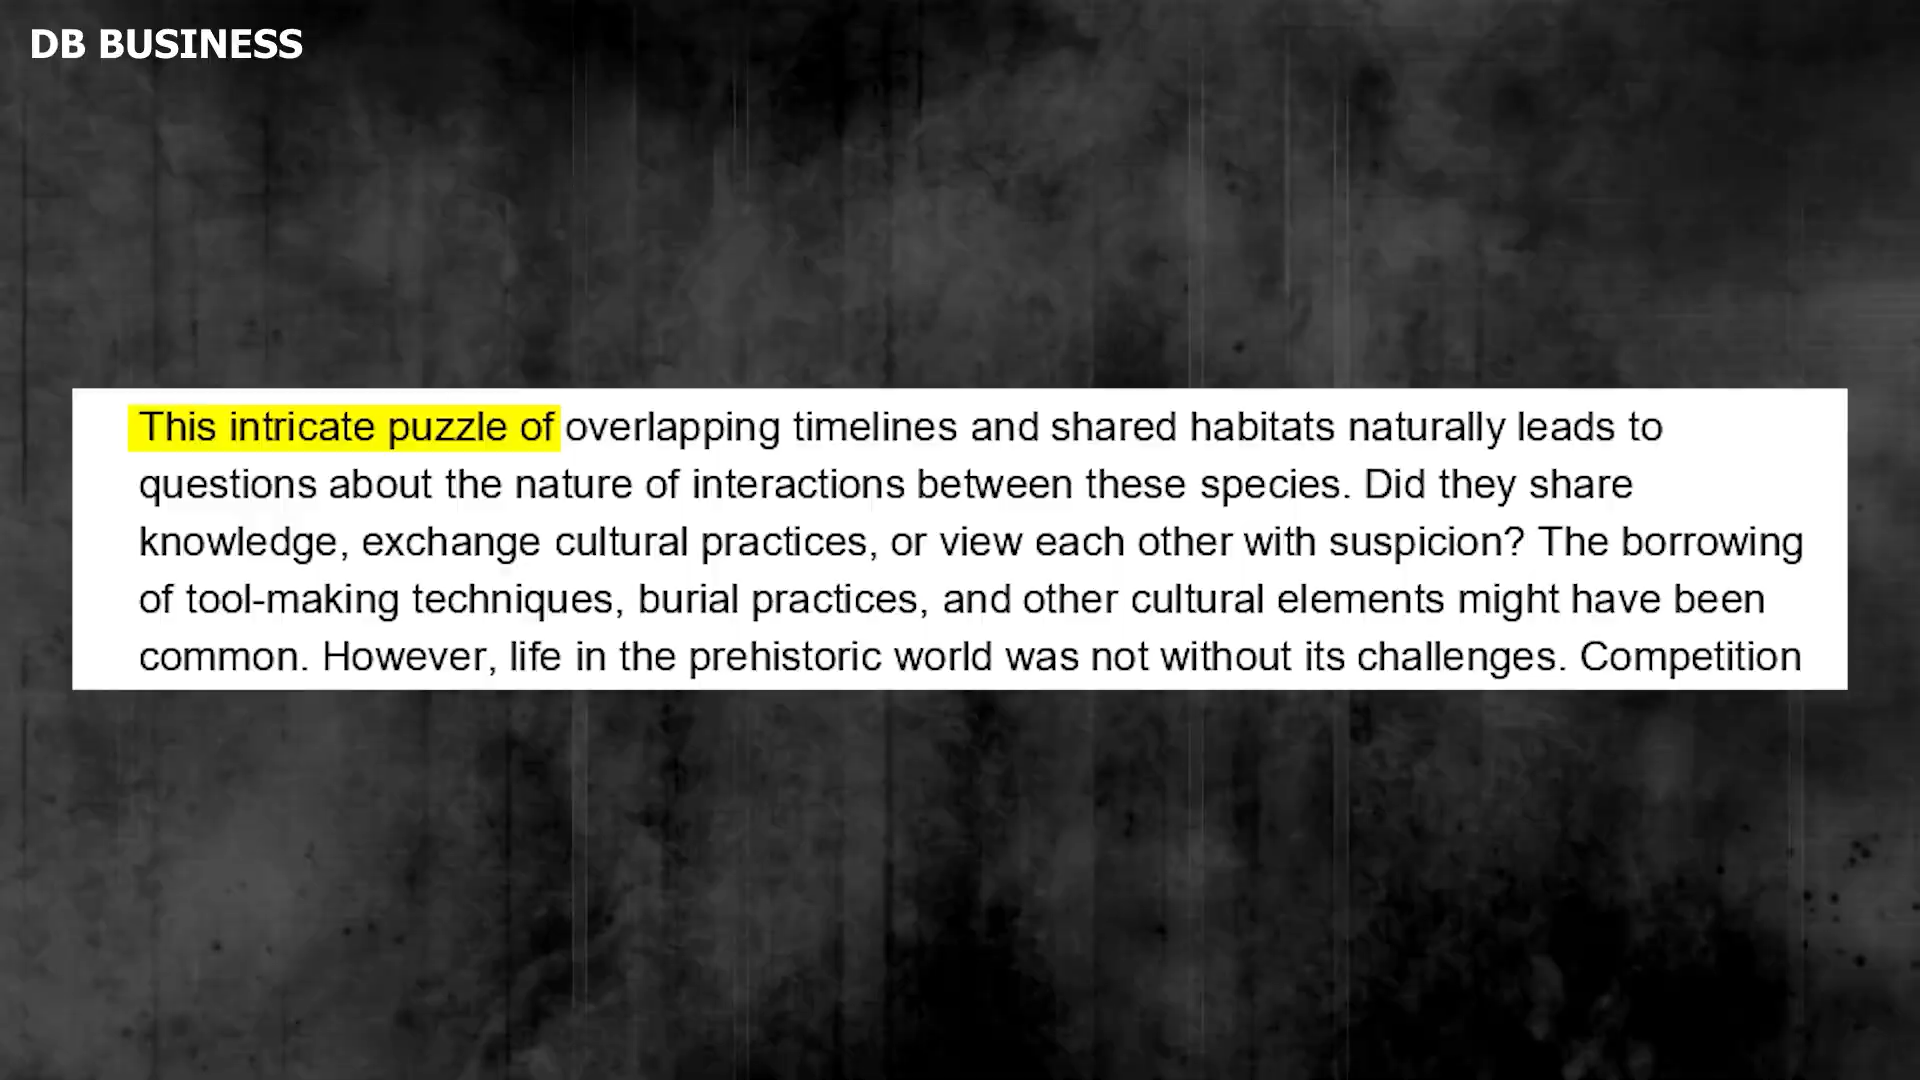 DB BUSINESS
This intricate puzzle of overlapping timelines and shared habitats naturally leads to
questions about the nature of interactions between these species. Did they share
knowledge, exchange cultural practices, or view each other with suspicion? The borrowing
of tool-making techniques, burial practices, and other cultural elements might have been
common. However, life in the prehistoric world was not without its challenges. Competition